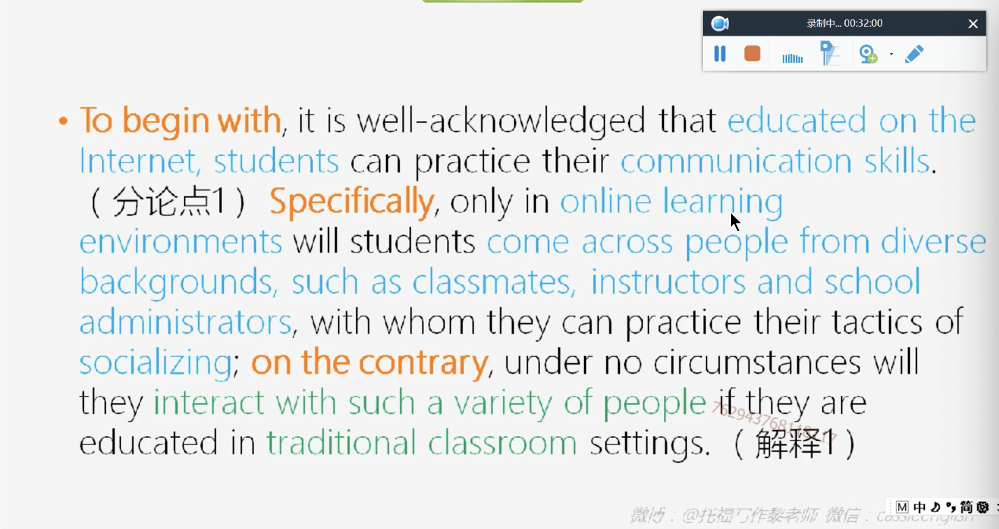 录制中... 00:32:00
• To begin with, it is well-acknowledged that educated on the
Internet, students can practice their communication skills.
（分论点1） Specifically, only in online learning
environments will students come across people from diverse
backgrounds, such as classmates, instructors and school
administrators, with whom they can practice their tactics of
socializing; on the contrary, under no circumstances will
they interact with such a variety of people if they are
educated in traditional classroom settings. （解释1）
微博：@托福写作黎老师 微信：
M 中 简